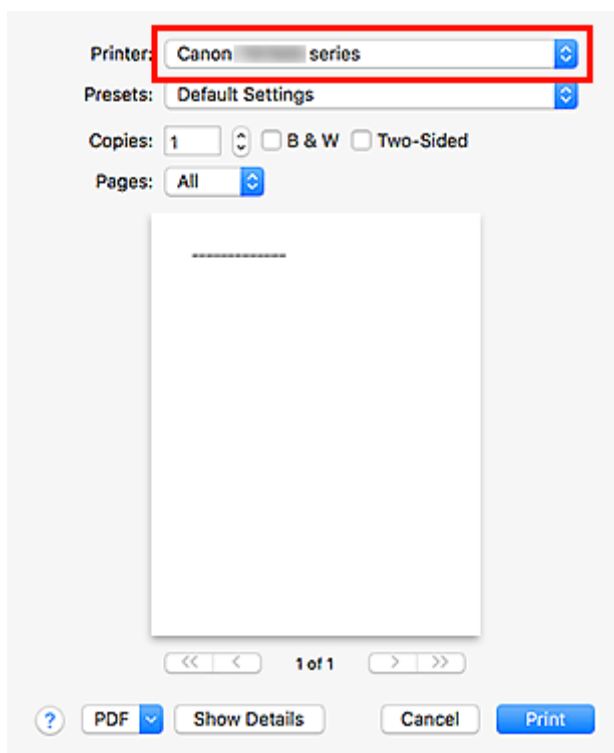 Printer: Canon series
Presets: Default Settings
Copies: 1 B & W Two-Sided
Pages: All
-------------
<< < 1 of 1 > >>
? PDF Show Details Cancel Print